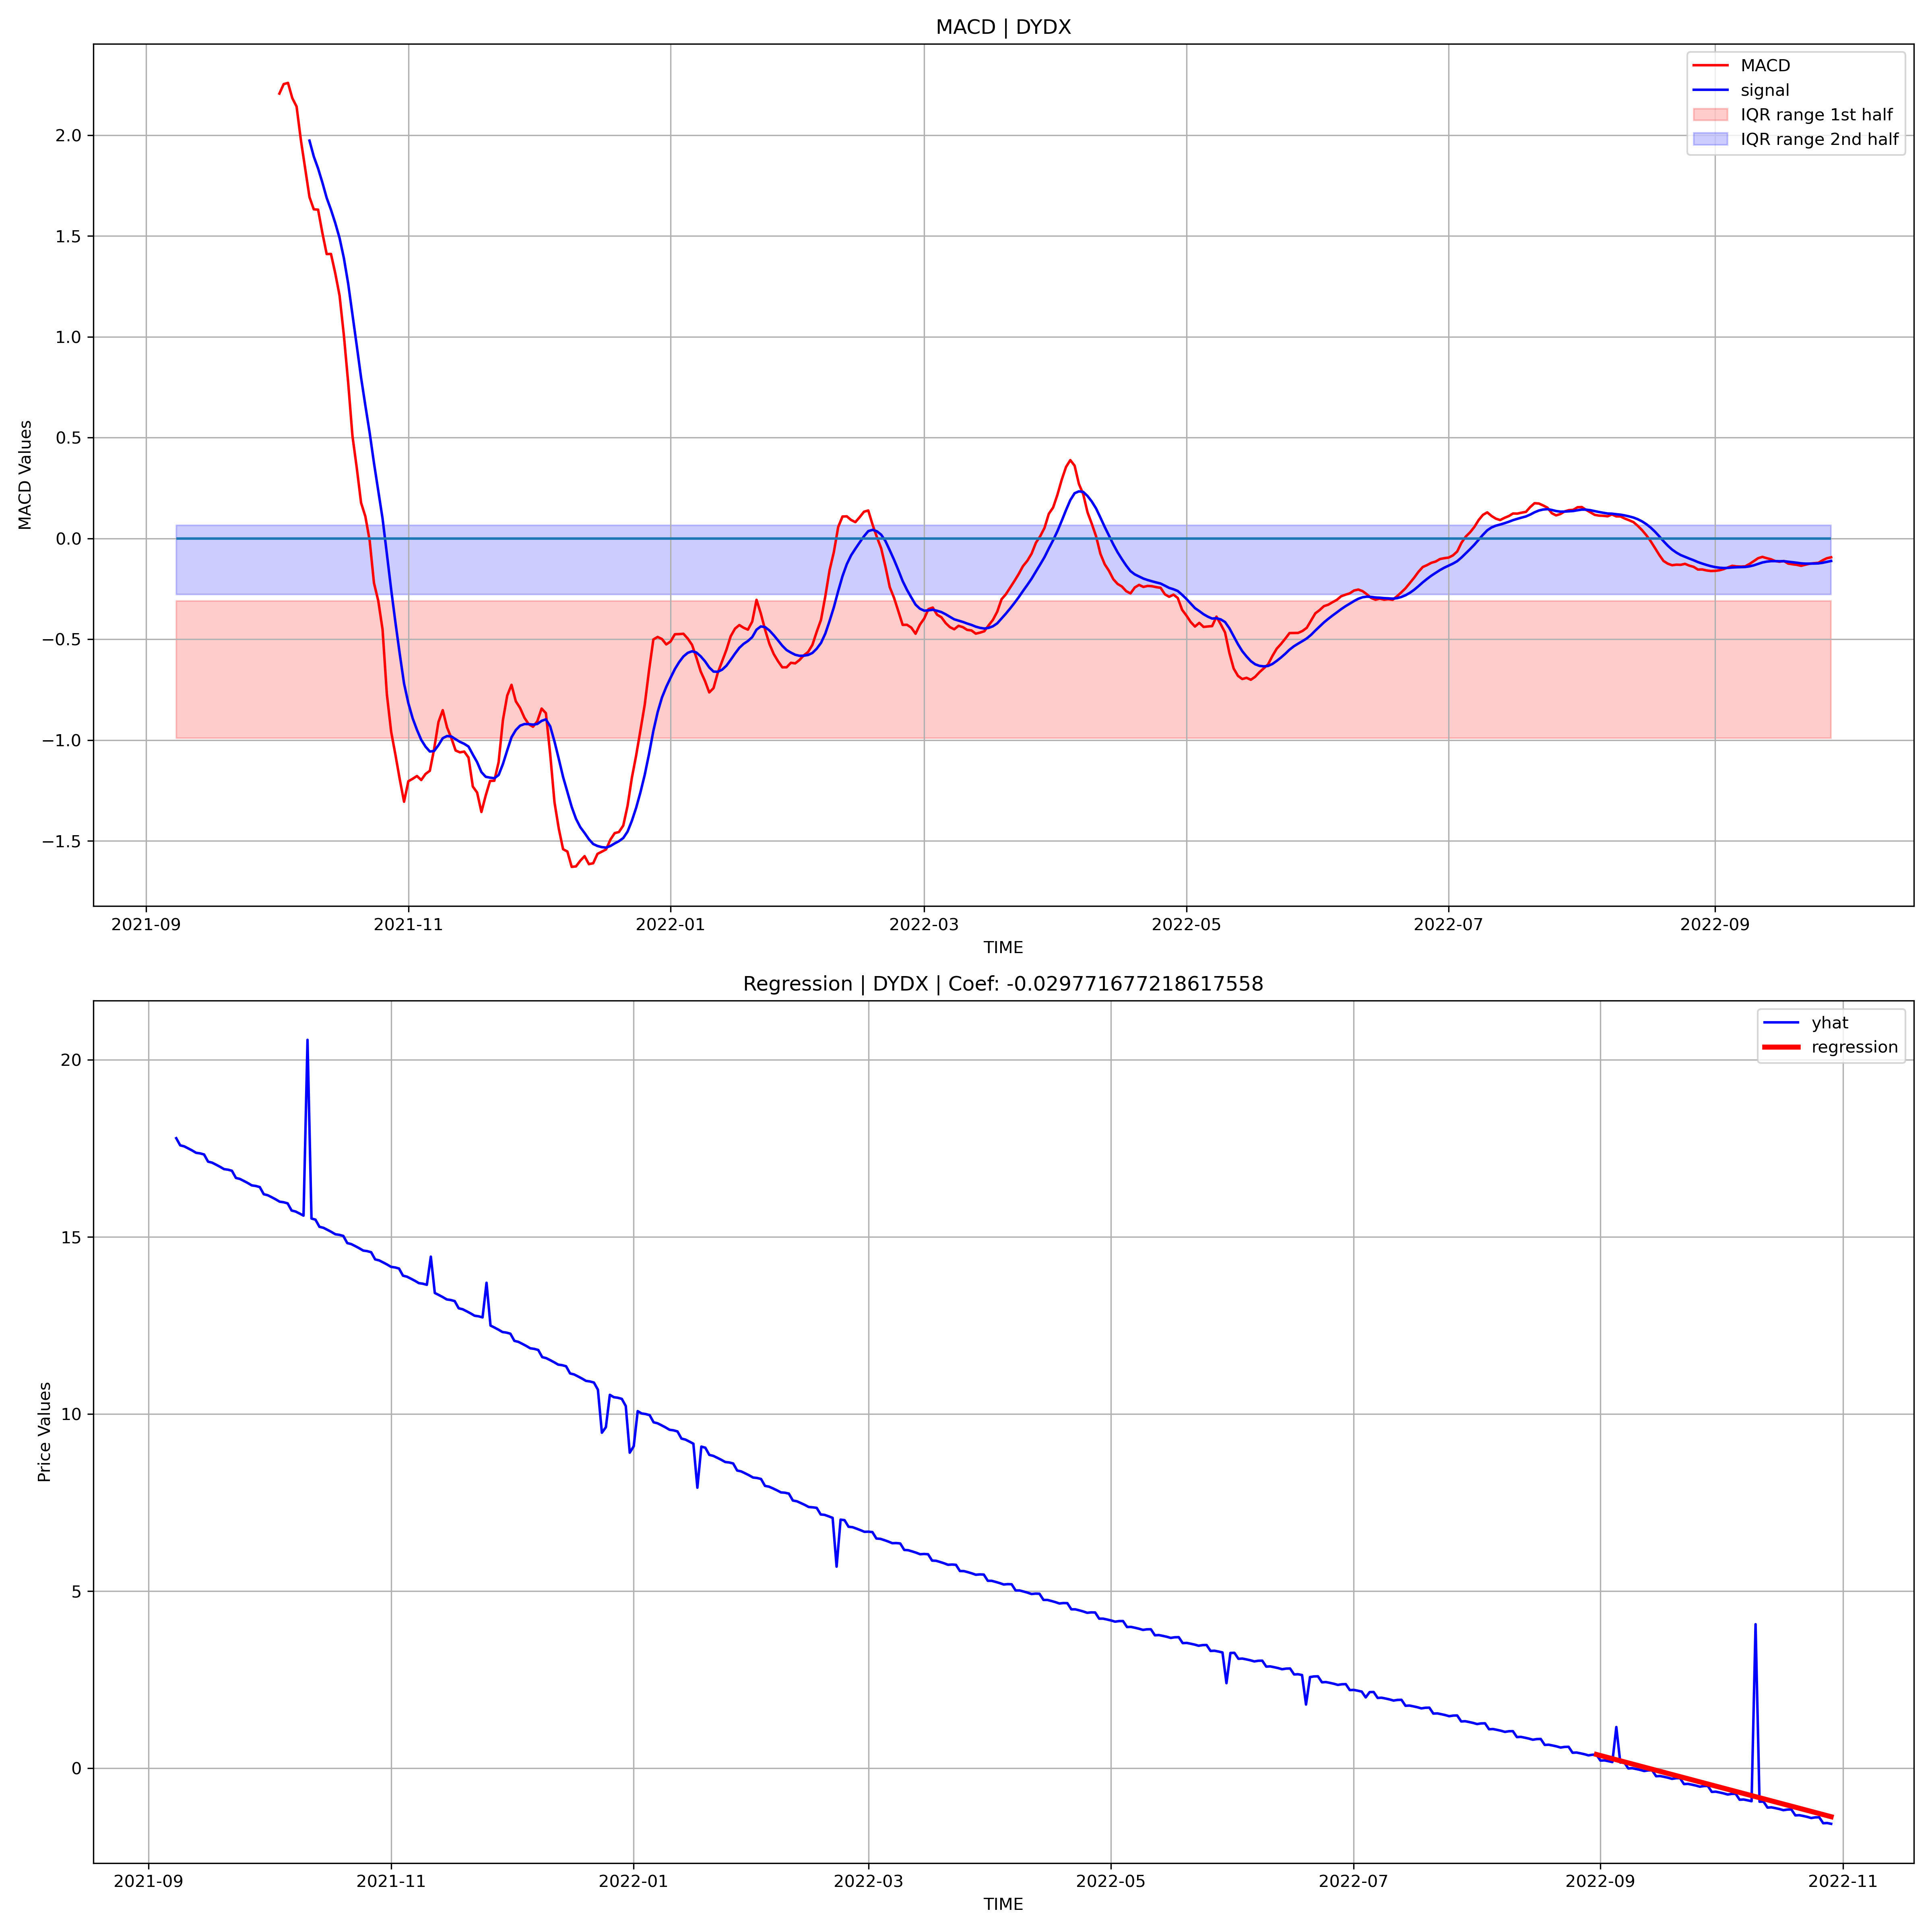 MACD | DYDX
MACD
signal
IQR range 1st half
IQR range 2nd half
MACD Values
2.0
1.5
1.0
0.5
0.0
−0.5
−1.0
−1.5
2021-09 2021-11 2022-01 2022-03 2022-05 2022-07 2022-09
TIME
Regression | DYDX | Coef: -0.029771677218617558
yhat
regression
Price Values
20
15
10
5
0
2021-09 2021-11 2022-01 2022-03 2022-05 2022-07 2022-09 2022-11
TIME